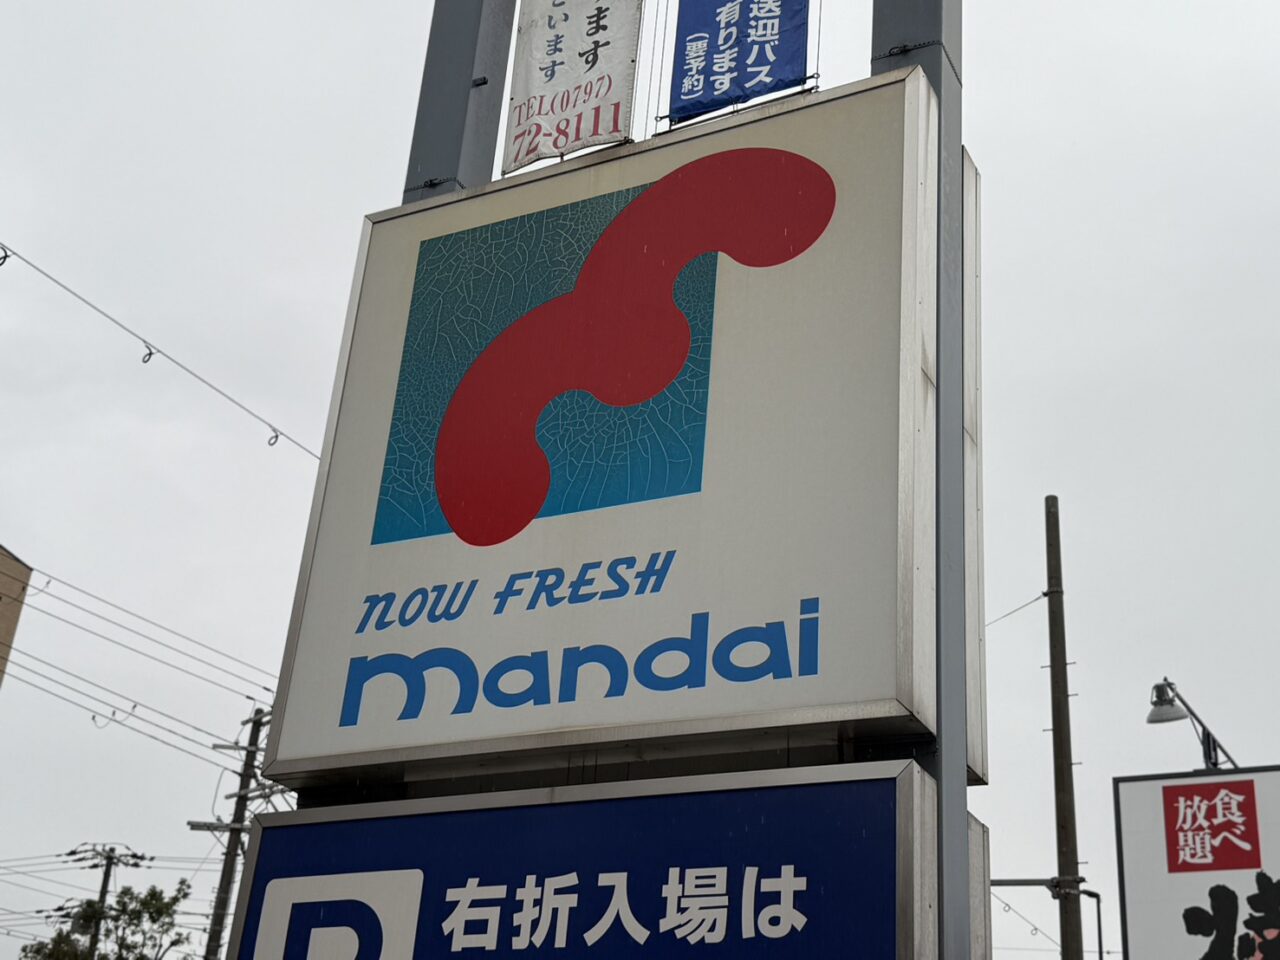 ます
います
TEL(0797)
72-8111
送迎バス
有ります
(要予約)
NOW FRESH
mandai
P
右折入場は
食べ
放題